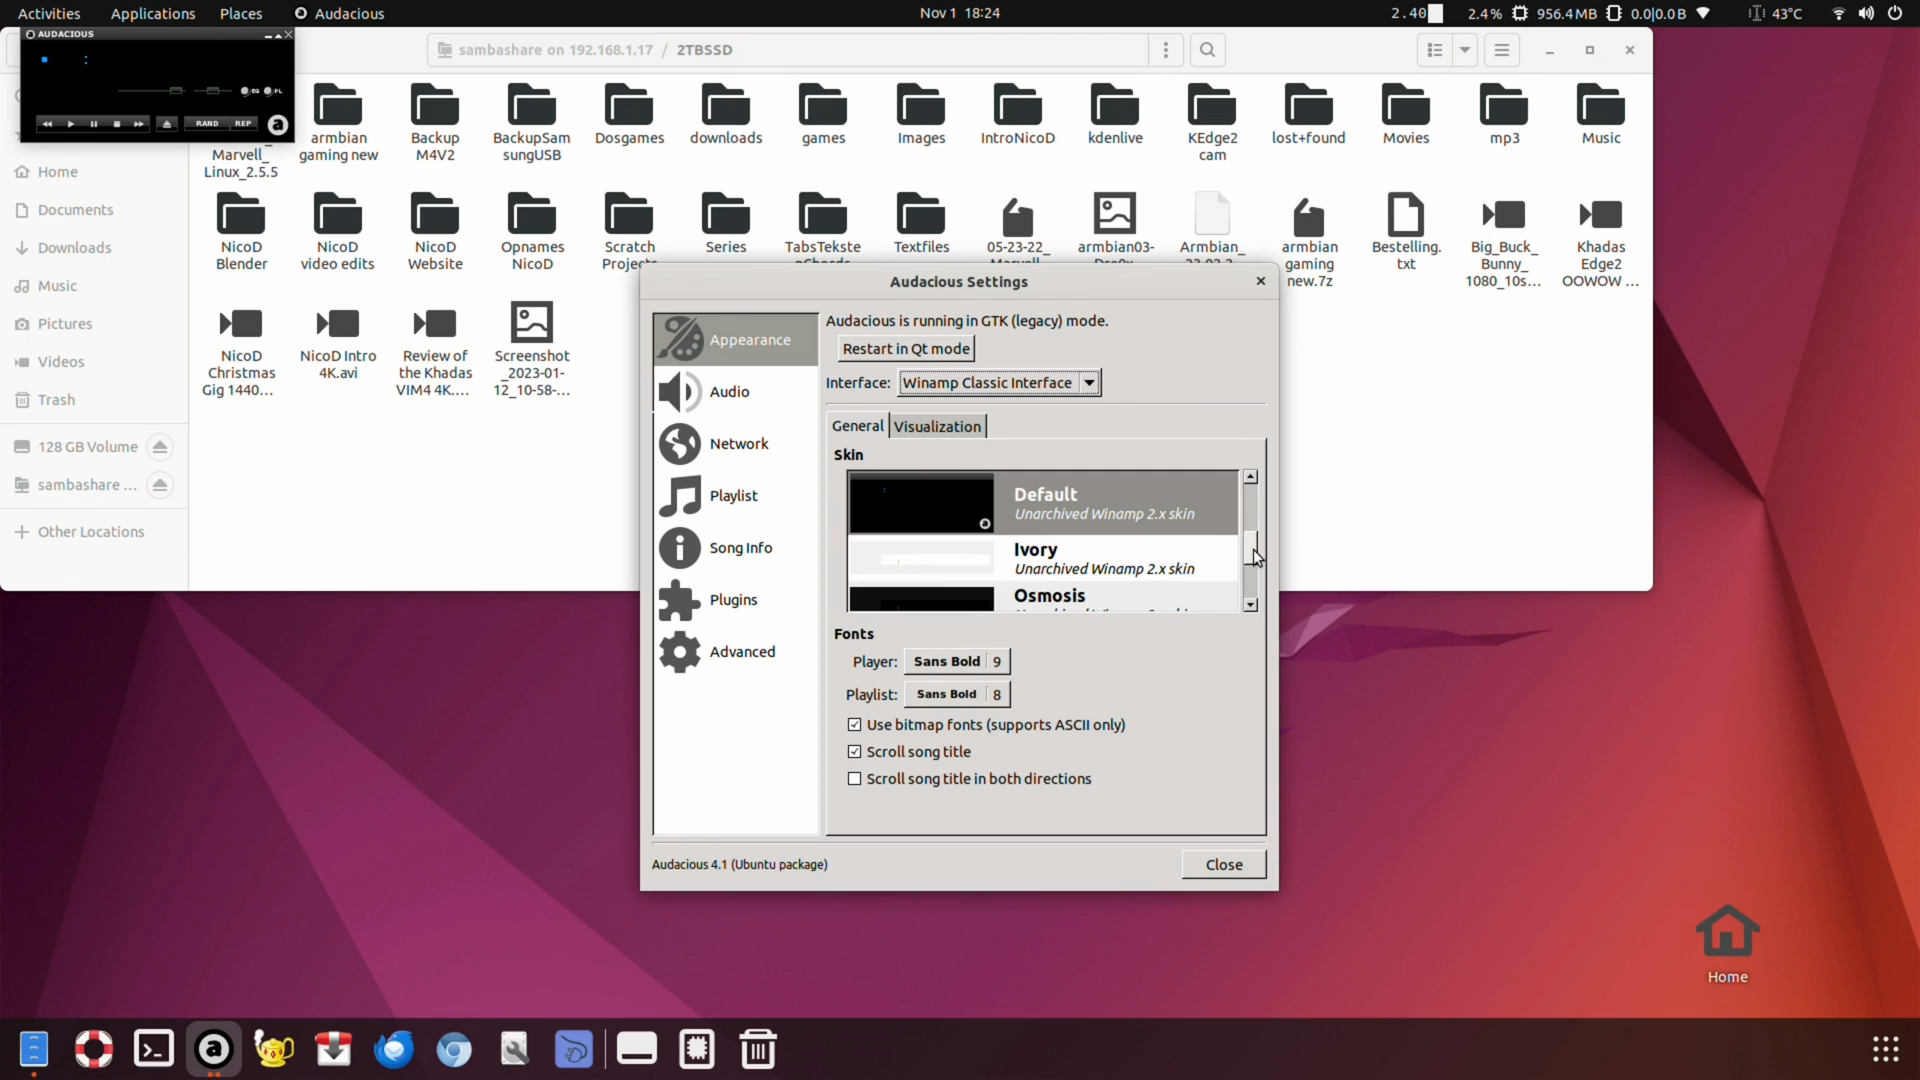 Activities
Applications
Places
Audacious
Nov 1 18:24
2.40
2.4%
956.4MB
0.0|0.0B
43°C
AUDACIOUS
RAND
REP
sambashare on 192.168.1.17 / 2TBSSD
Home
Documents
Downloads
Music
Pictures
Videos
Trash
128 GB Volume
sambashare ...
Other Locations
Marvell_
Linux_2.5.5
armbian
gaming new
Backup
M4V2
BackupSam
sungUSB
Dosgames
downloads
games
Images
IntroNicoD
kdenlive
KEdge2
cam
lost+found
Movies
mp3
Music
NicoD
Blender
NicoD
video edits
NicoD
Website
Opnames
NicoD
Scratch
Projects
Series
TabsTekste
Textfiles
05-23-22_
armbian03-
Armbian_
armbian
gaming
new.7z
Bestelling.
txt
Big_Buck_
Bunny_
1080_10s...
Khadas
Edge2
OOWOW ...
NicoD
Christmas
Gig 1440...
NicoD Intro
4K.avi
Review of
the Khadas
VIM4 4K....
Screenshot
_2023-01-
12_10-58-...
Audacious Settings
Appearance
Audio
Network
Playlist
Song Info
Plugins
Advanced
Audacious is running in GTK (legacy) mode.
Restart in Qt mode
Interface: Winamp Classic Interface
General
Visualization
Skin
Default
Unarchived Winamp 2.x skin
Ivory
Unarchived Winamp 2.x skin
Osmosis
Fonts
Player: Sans Bold 9
Playlist: Sans Bold 8
Use bitmap fonts (supports ASCII only)
Scroll song title
Scroll song title in both directions
Audacious 4.1 (Ubuntu package)
Close
Home